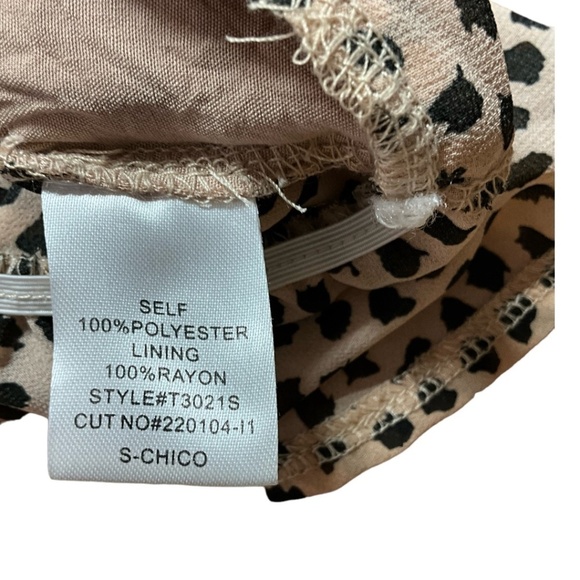 SELF
100%POLYESTER
LINING
100%RAYON
STYLE#T3021S
CUT NO#220104-I1
S-CHICO